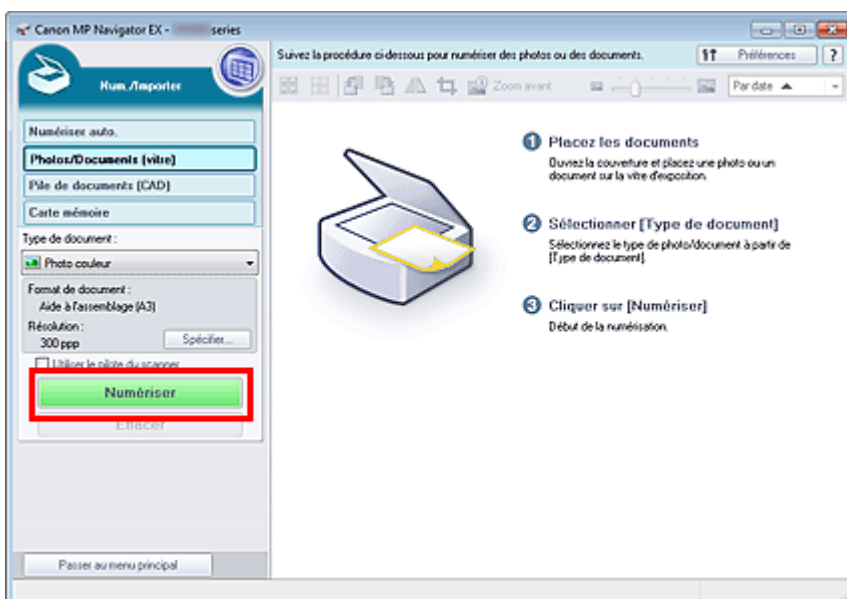 Canon MP Navigator EX - series
Num./Importer
Numériser auto.
Photos/Documents (vitre)
Pile de documents (CAD)
Carte mémoire
Type de document :
Photo couleur
Format de document :
Aide à l'assemblage (A3)
Résolution :
300 ppp
Spécifier...
Utiliser le pilote du scanner
Numériser
Effacer
Passer au menu principal
Suivez la procédure ci-dessous pour numériser des photos ou des documents.
Préférences
?
Zoom avant
Par date
1 Placez les documents
Ouvrez la couverture et placez une photo ou un
document sur la vitre d'exposition.
2 Sélectionner [Type de document]
Sélectionnez le type de photo/document à partir de
[Type de document].
3 Cliquer sur [Numériser]
Début de la numérisation.